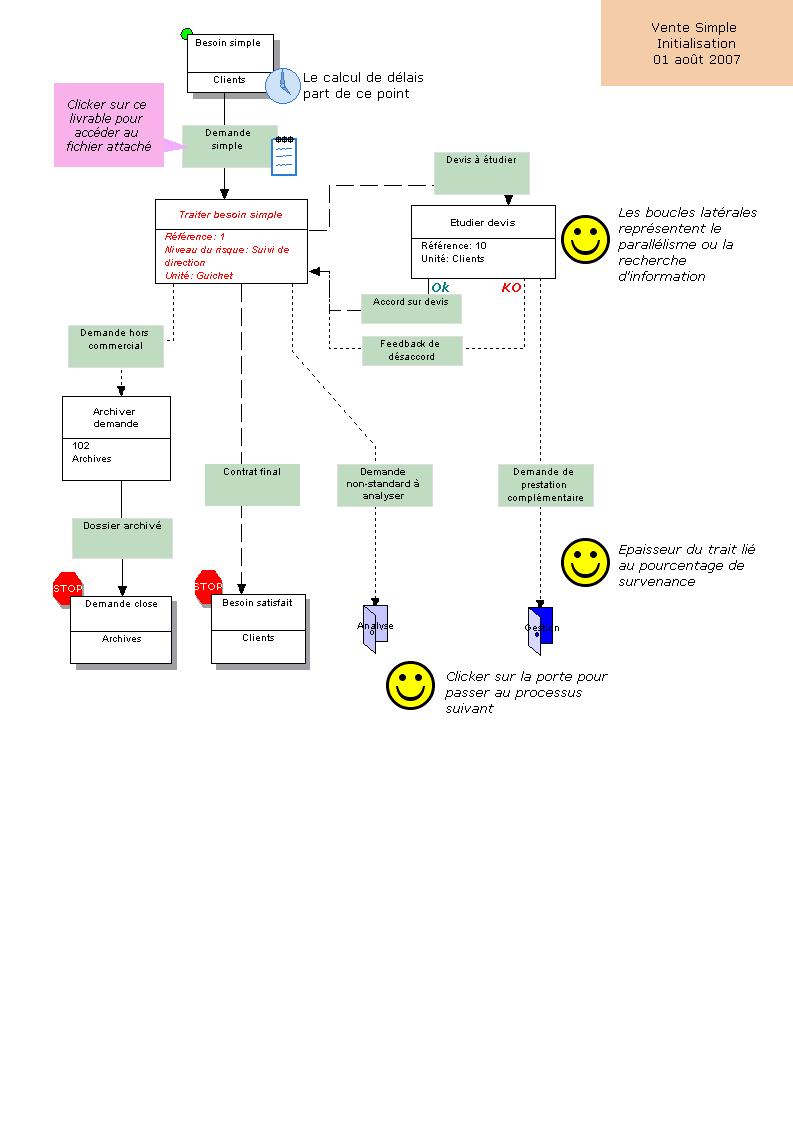 Vente Simple
Initialisation
01 août 2007
Besoin simple
Clients
Le calcul de délais
part de ce point
Clicker sur ce
livrable pour
accéder au
fichier attaché
Demande
simple
Devis à étudier
Traiter besoin simple
Référence: 1
Niveau du risque: Suivi de
direction
Unité: Guichet
Etudier devis
Référence: 10
Unité: Clients
Les boucles latérales
représentent le
parallélisme ou la
recherche
d'information
Ok
KO
Accord sur devis
Feedback de
désaccord
Demande hors
commercial
Archiver
demande
102
Archives
Contrat final
Demande
non-standard à
analyser
Demande de
prestation
complémentaire
Dossier archivé
Epaisseur du trait lié
au pourcentage de
survenance
STOP
Demande close
Archives
STOP
Besoin satisfait
Clients
Analyse
Gestion
Clicker sur la porte pour
passer au processus
suivant